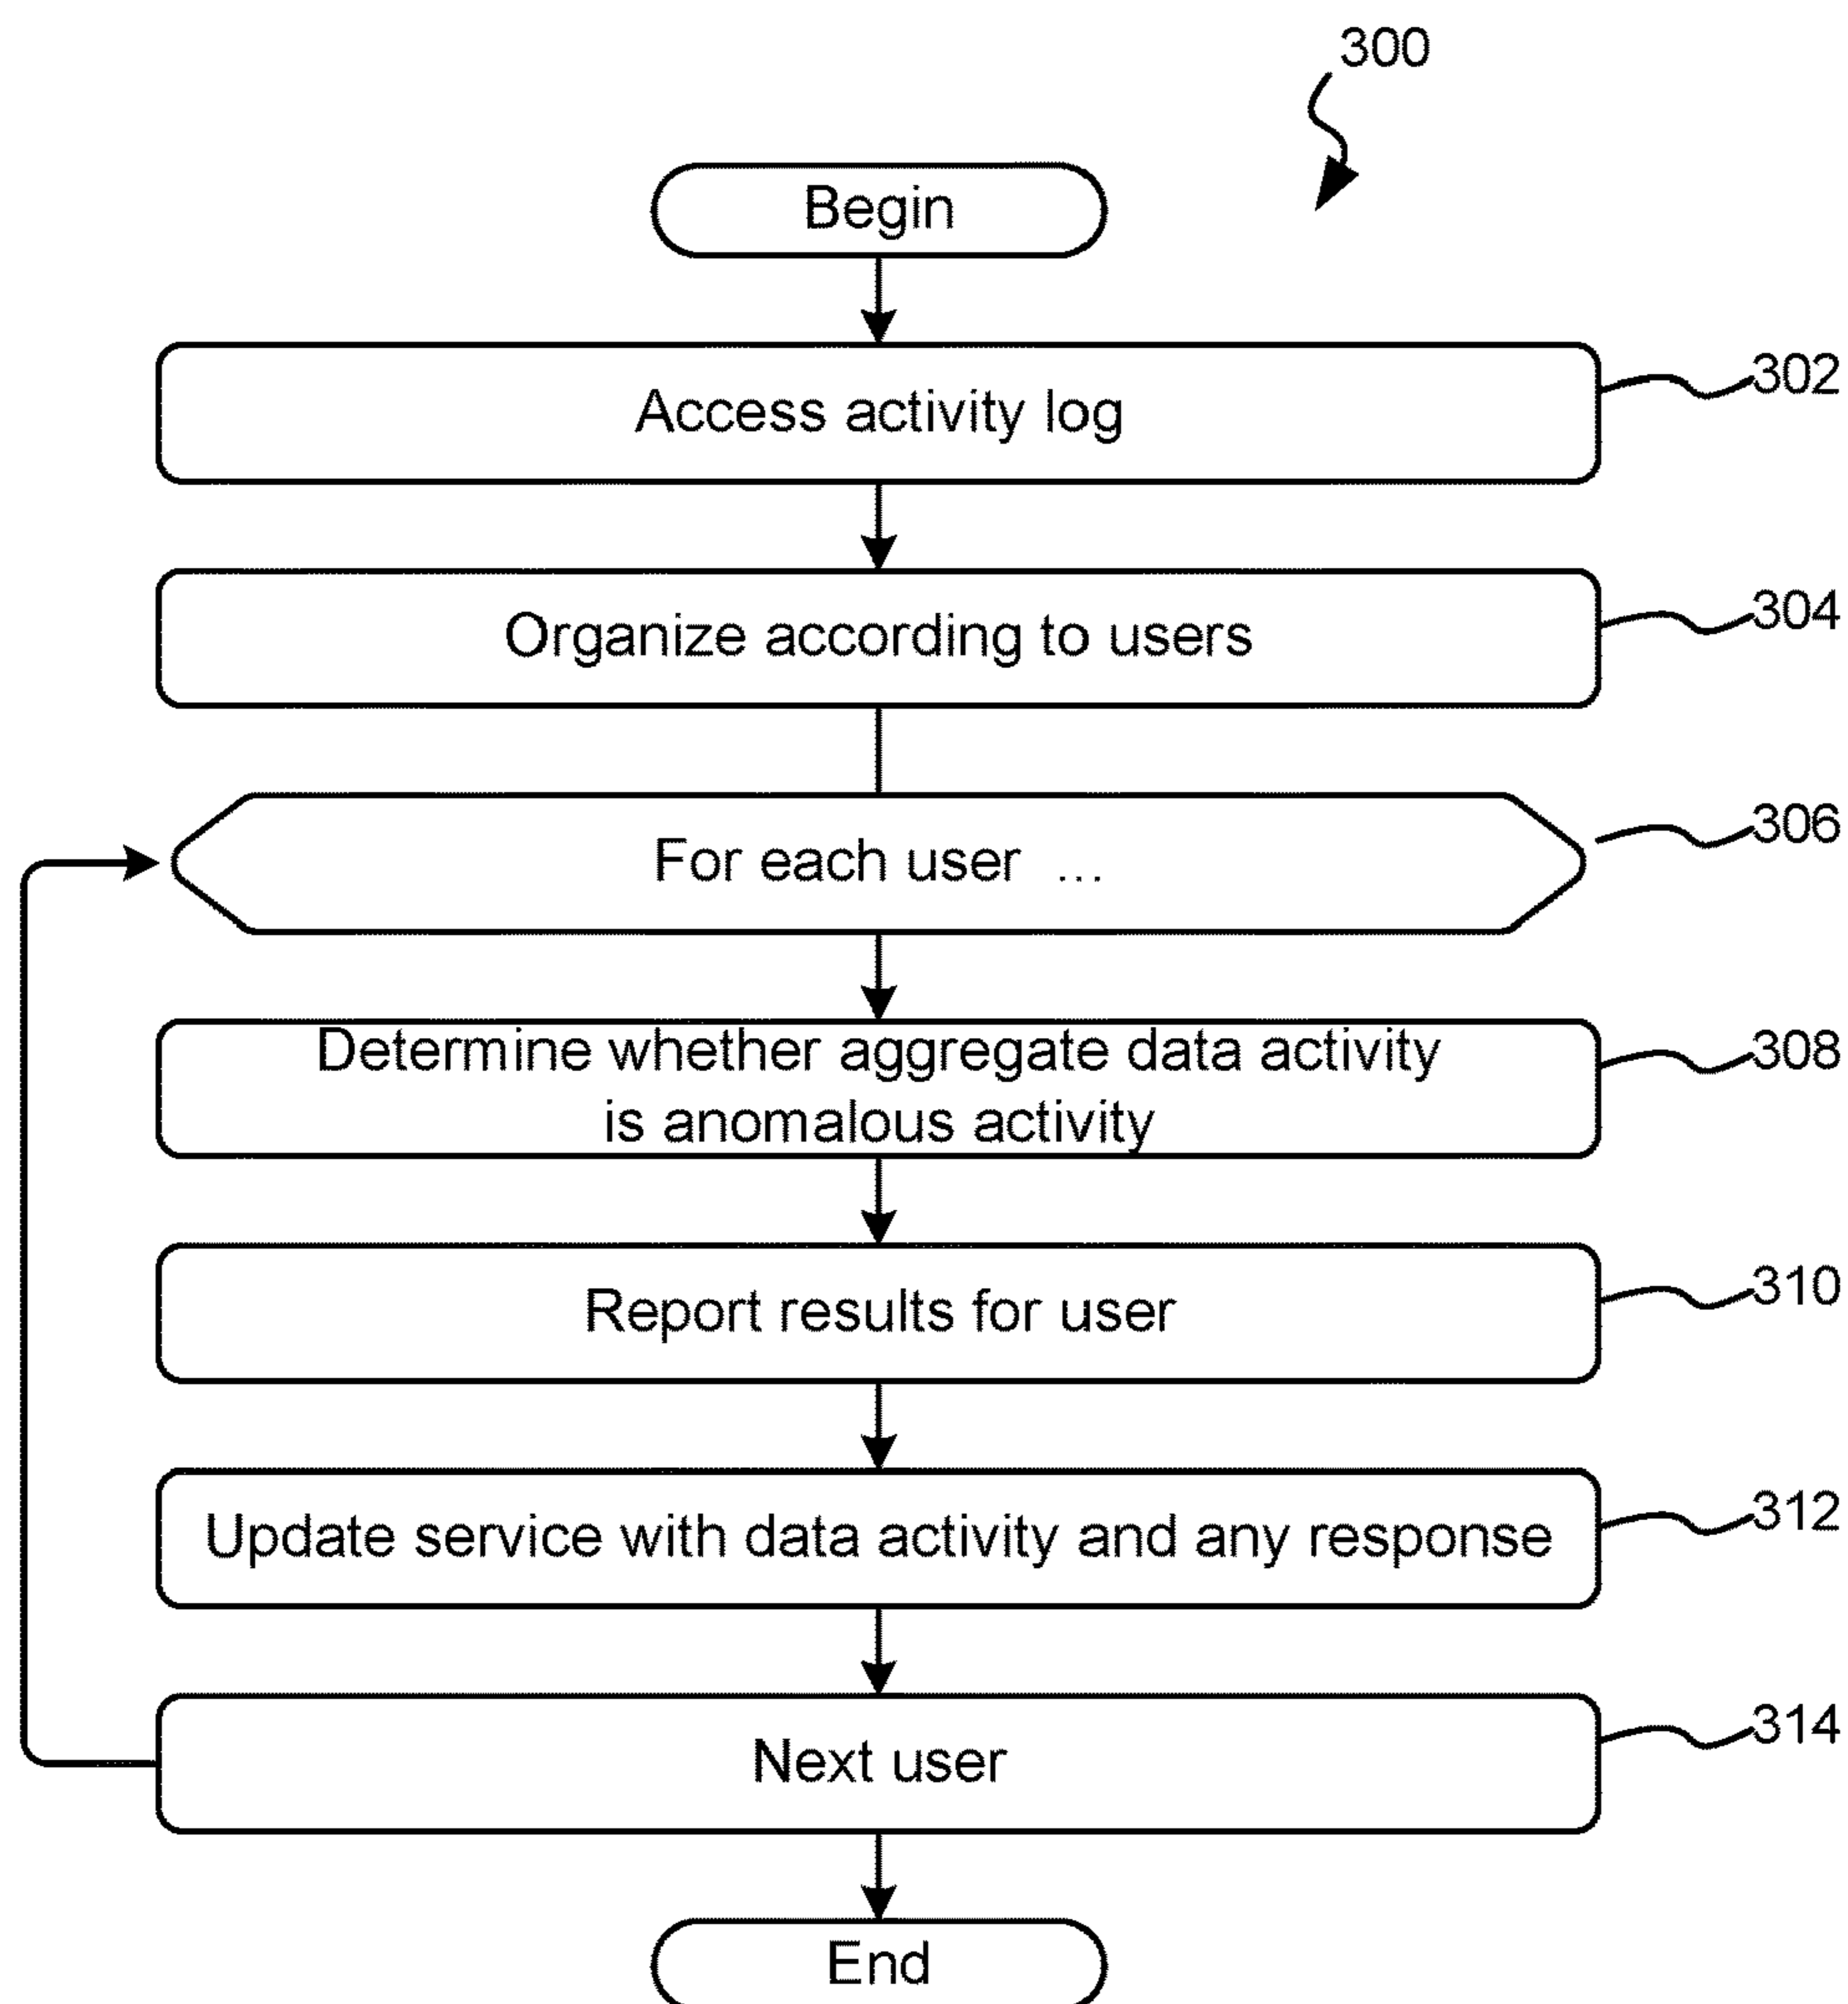 300
Begin
Access activity log
302
Organize according to users
304
For each user ...
306
Determine whether aggregate data activity
is anomalous activity
308
Report results for user
310
Update service with data activity and any response
312
Next user
314
End